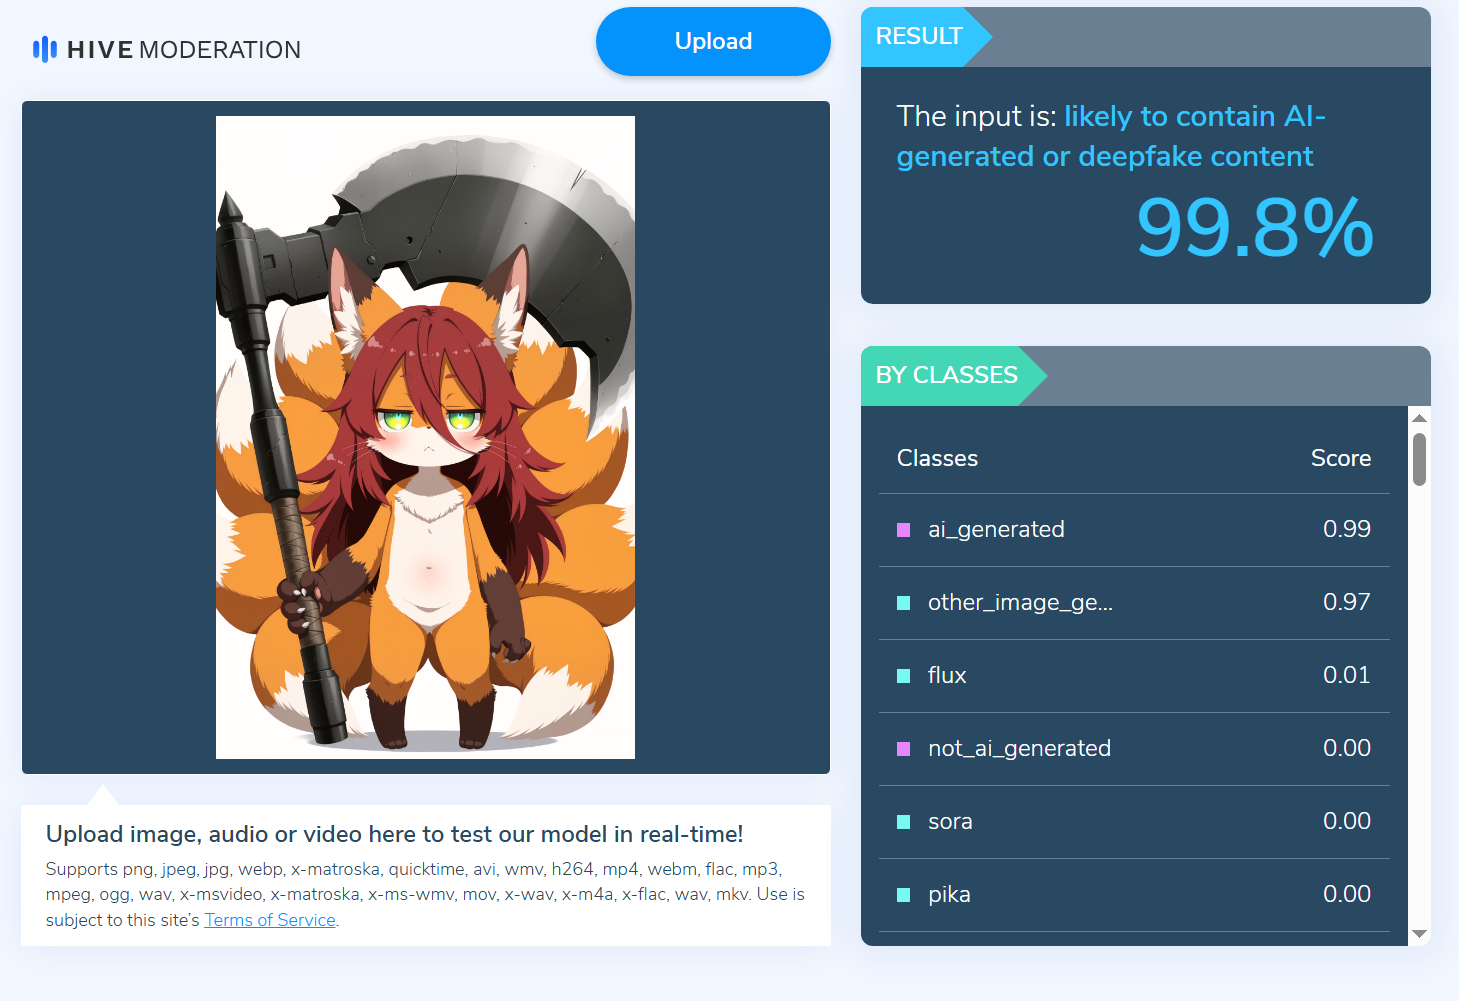 HIVE MODERATION
Upload
Upload image, audio or video here to test our model in real-time!
Supports png, jpeg, jpg, webp, x-matroska, quicktime, avi, wmv, h264, mp4, webm, flac, mp3,
mpeg, ogg, wav, x-msvideo, x-matroska, x-ms-wmv, mov, x-wav, x-m4a, x-flac, wav, mkv. Use is
subject to this site's Terms of Service.
RESULT
The input is: likely to contain AI-
generated or deepfake content
99.8%
BY CLASSES
Classes Score
ai_generated 0.99
other_image_ge... 0.97
flux 0.01
not_ai_generated 0.00
sora 0.00
pika 0.00